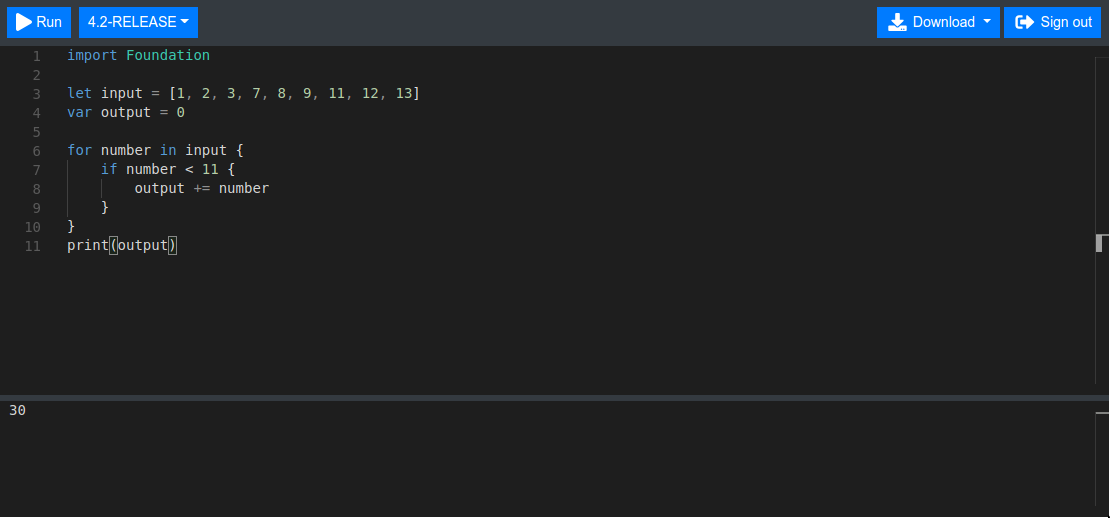 Run 4.2-RELEASE Download Sign out
1 import Foundation
2
3 let input = [1, 2, 3, 7, 8, 9, 11, 12, 13]
4 var output = 0
5
6 for number in input {
7     if number < 11 {
8         output += number
9     }
10 }
11 print(output)
30